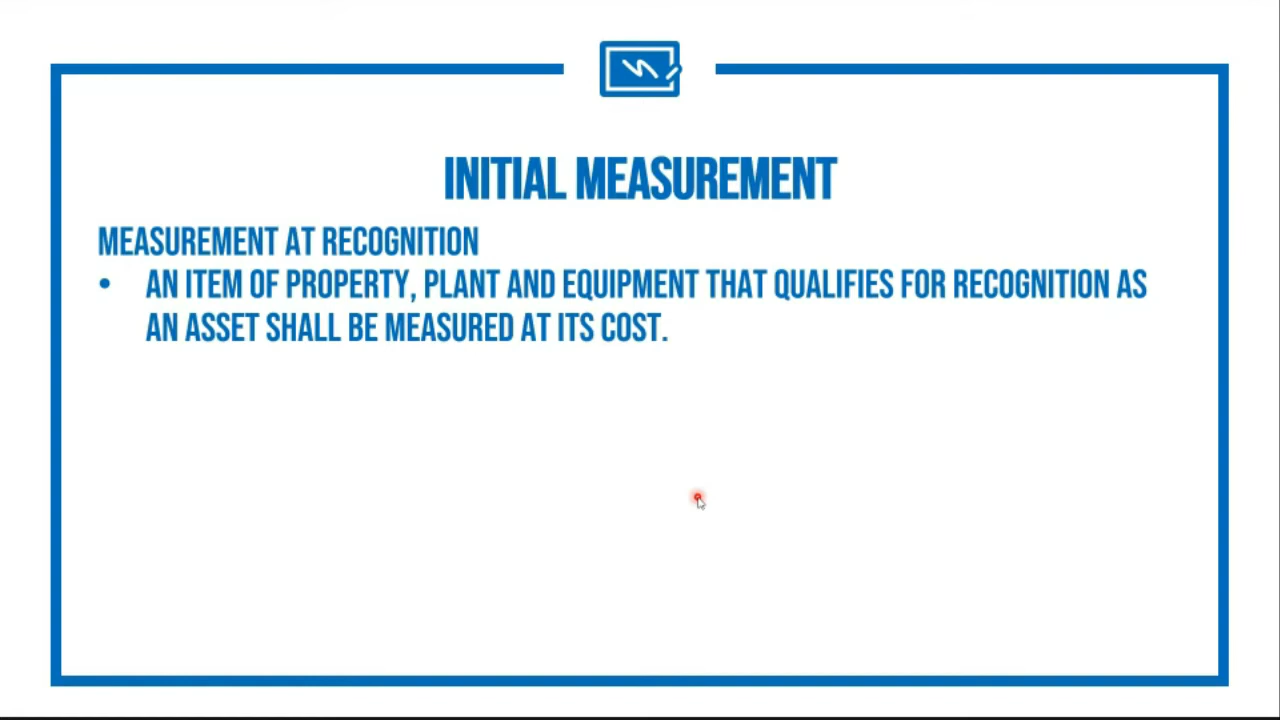 INITIAL MEASUREMENT
MEASUREMENT AT RECOGNITION
• AN ITEM OF PROPERTY, PLANT AND EQUIPMENT THAT QUALIFIES FOR RECOGNITION AS
AN ASSET SHALL BE MEASURED AT ITS COST.